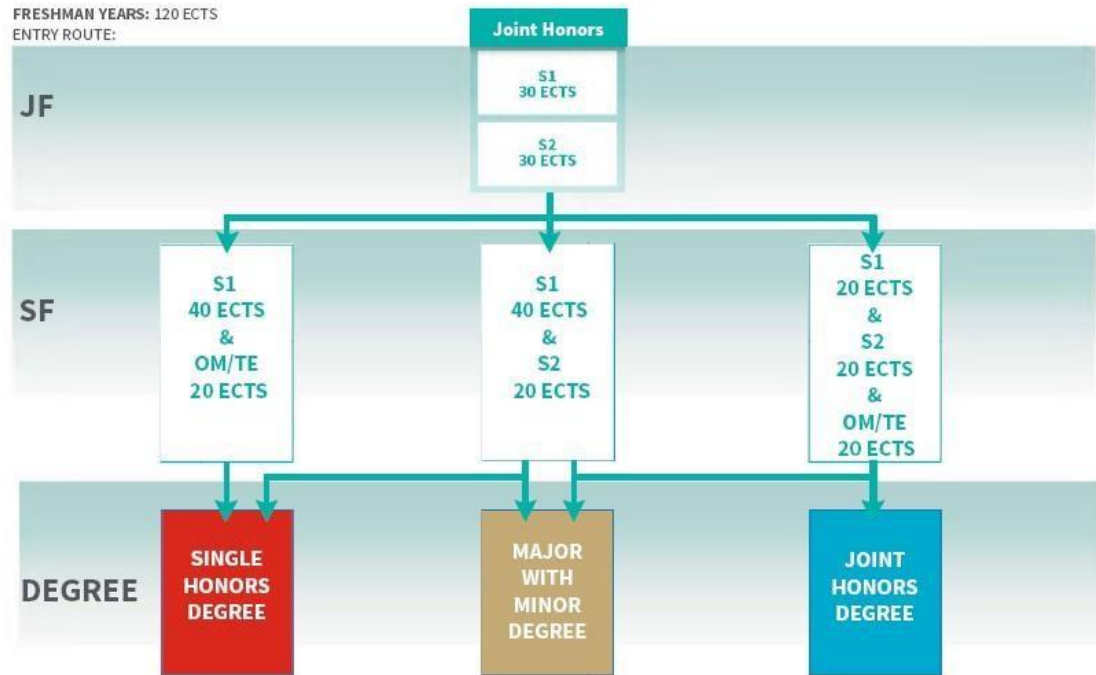 FRESHMAN YEARS: 120 ECTS
ENTRY ROUTE:
Joint Honors
JF
S1
30 ECTS
S2
30 ECTS
SF
S1
40 ECTS
&
OM/TE
20 ECTS
S1
40 ECTS
&
S2
20 ECTS
S1
20 ECTS
&
S2
20 ECTS
&
OM/TE
20 ECTS
DEGREE
SINGLE
HONORS
DEGREE
MAJOR
WITH
MINOR
DEGREE
JOINT
HONORS
DEGREE